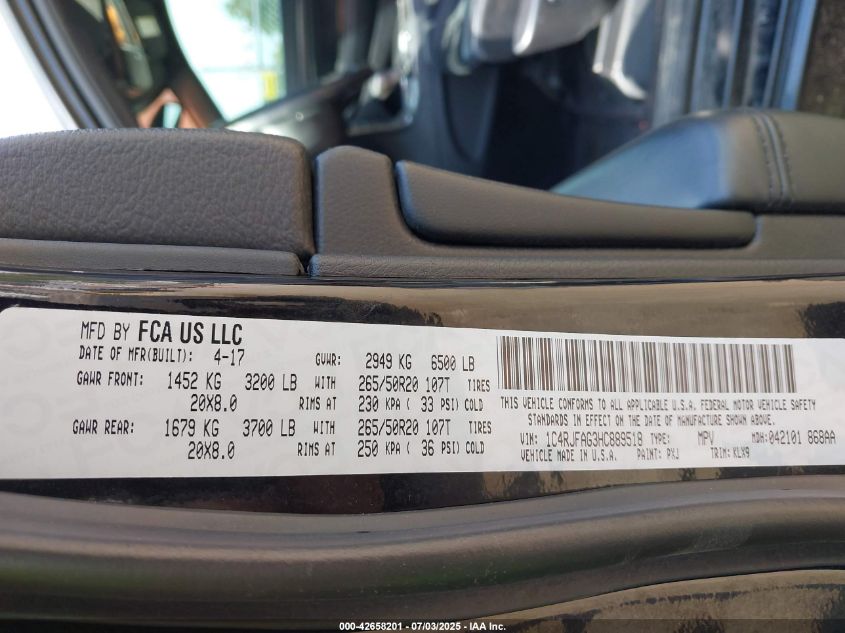 MFD BY FCA US LLC
DATE OF MFR(BUILT): 4-17 GVWR: 2949 KG 6500 LB
GAWR FRONT: 1452 KG 3200 LB WITH 265/50R20 107T TIRES
20X8.0 RIMS AT 230 KPA ( 33 PSI) COLD
GAWR REAR: 1679 KG 3700 LB WITH 265/50R20 107T TIRES
20X8.0 RIMS AT 250 KPA ( 36 PSI) COLD
THIS VEHICLE CONFORMS TO ALL APPLICABLE U.S.A. FEDERAL MOTOR VEHICLE SAFETY
STANDARDS IN EFFECT ON THE DATE OF MANUFACTURE SHOWN ABOVE.
VIN: 1C4RJFAG3HC889518 TYPE: MPV MDH: 042101 868AA
VEHICLE MADE IN U.S.A. PAINT: PXJ TRIM: KLX9
000-42658201 - 07/03/2025 - IAA Inc.